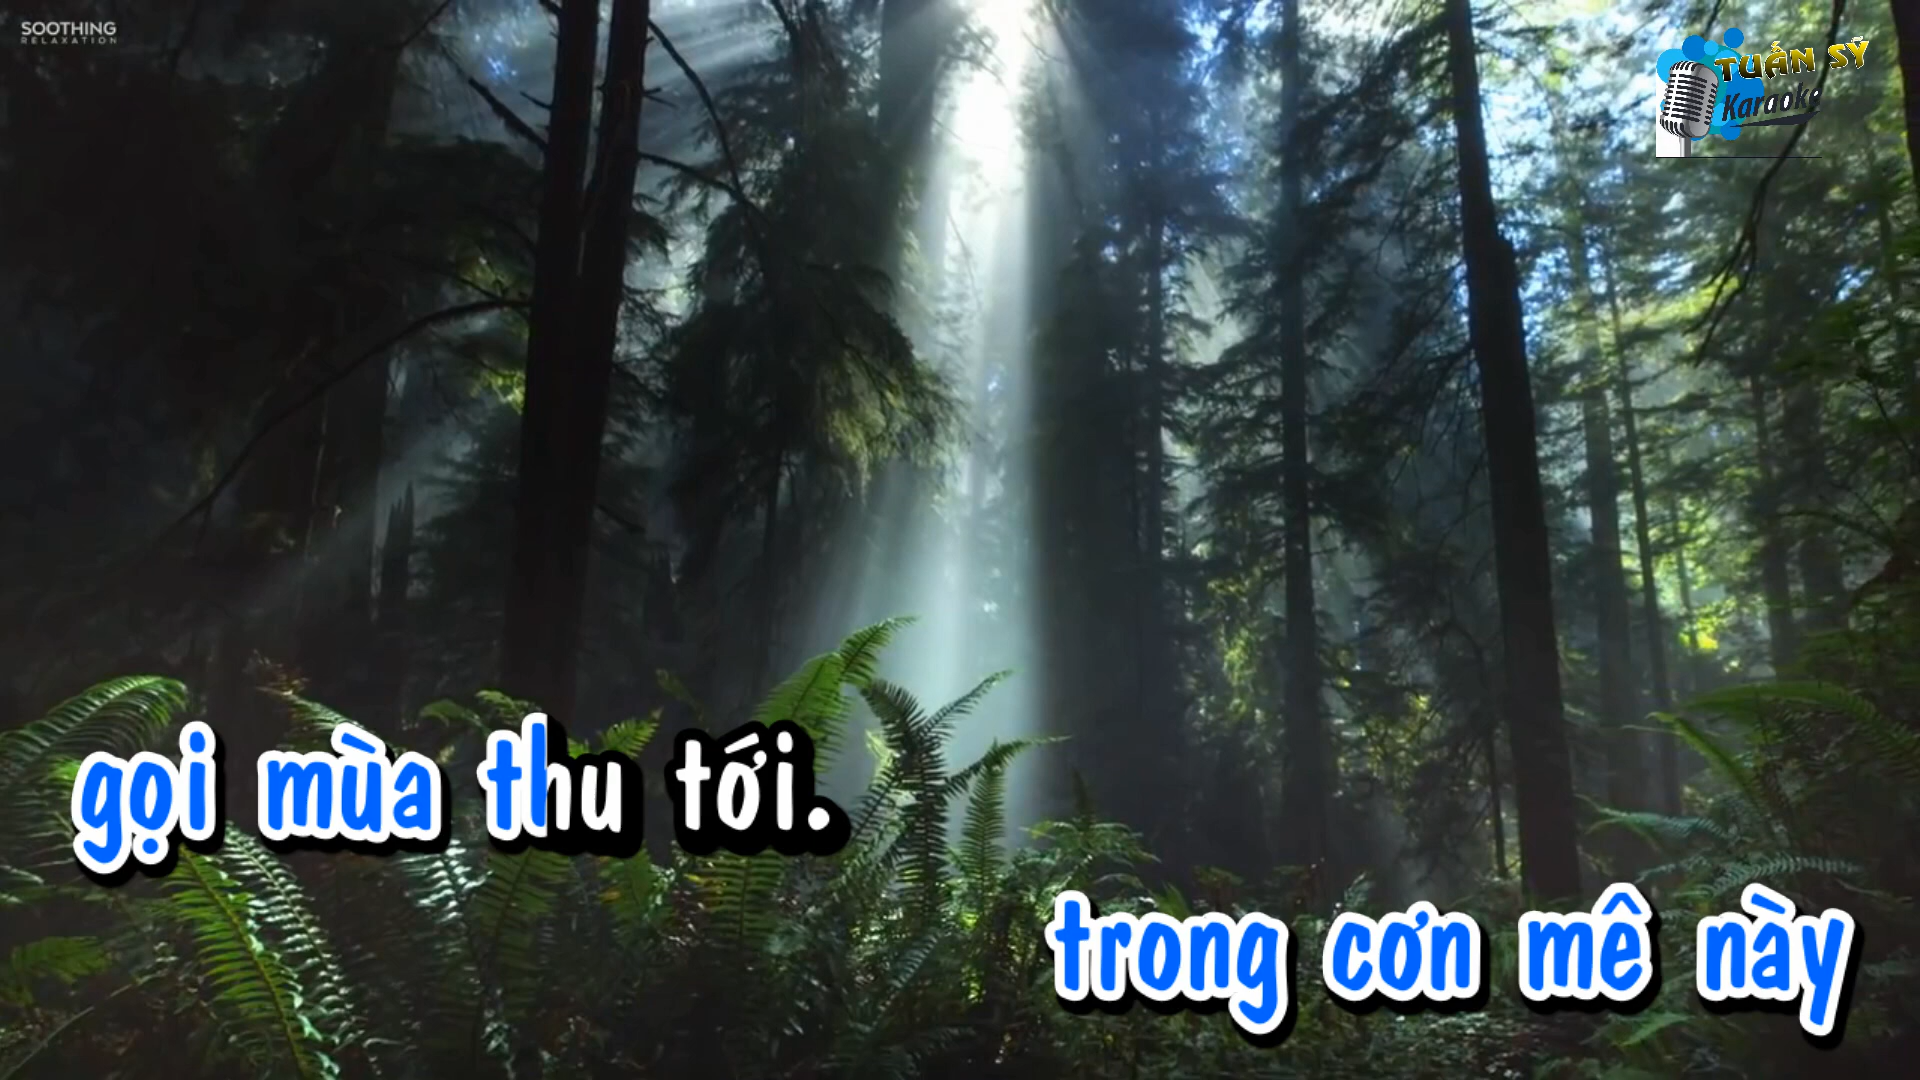 SOOTHING
RELAXATION
TUẤN SỸ
Karaoke
gọi mùa thu tới.
trong cơn mê này